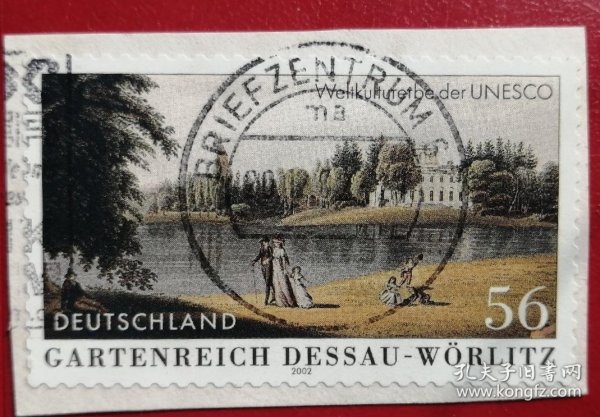 BRIEFZENTRUM
na
Weltkulturerbe der UNESCO
DEUTSCHLAND
56
GARTENREICH DESSAU-WÖRLITZ
2002
孔夫子旧书网
www.kongfz.com